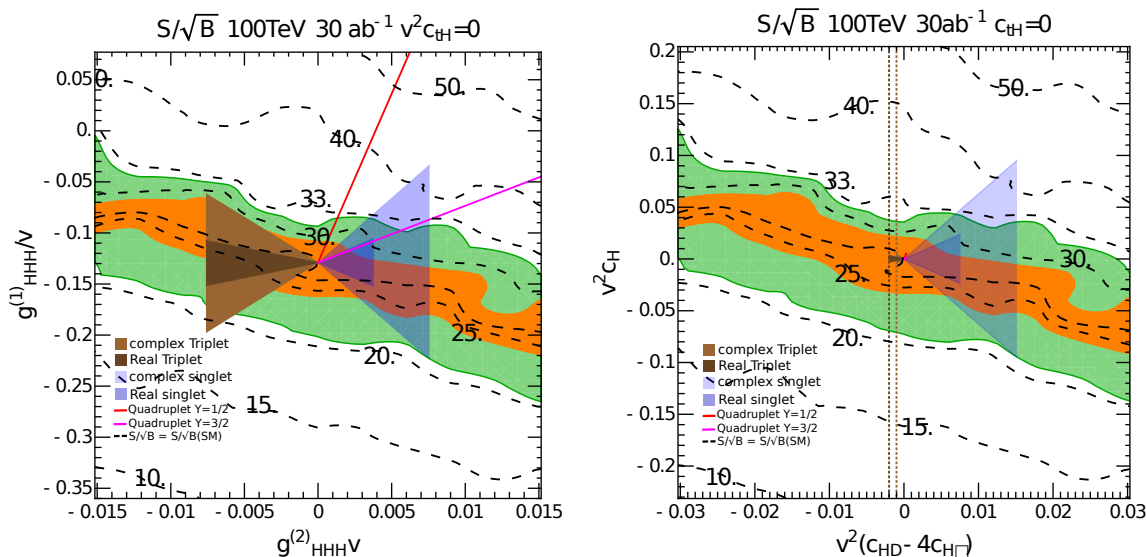 S/√B 100TeV 30 ab⁻¹ v²c_tH=0
g⁽¹⁾_HHH/v
0.05
0.
- 0.05
- 0.1
- 0.15
- 0.2
- 0.25
- 0.3
- 0.35
0.
50.
40.
33.
30.
25.
20.
15.
10.
complex Triplet
Real Triplet
complex singlet
Real singlet
Quadruplet Y=1/2
Quadruplet Y=3/2
S/√B = S/√B(SM)
- 0.015
- 0.01
- 0.005
0
0.005
0.01
0.015
g⁽²⁾_HHH v
S/√B 100TeV 30ab⁻¹ c_tH=0
v²c_H
0.2
0.15
0.1
0.05
0.
- 0.05
- 0.1
- 0.15
- 0.2
50.
40.
33.
30.
25.
20.
15.
10.
complex Triplet
Real Triplet
complex singlet
Real singlet
Quadruplet Y=1/2
Quadruplet Y=3/2
S/√B = S/√B(SM)
- 0.03
- 0.02
- 0.01
0
0.01
0.02
0.03
v²(c_HD- 4c_H□)